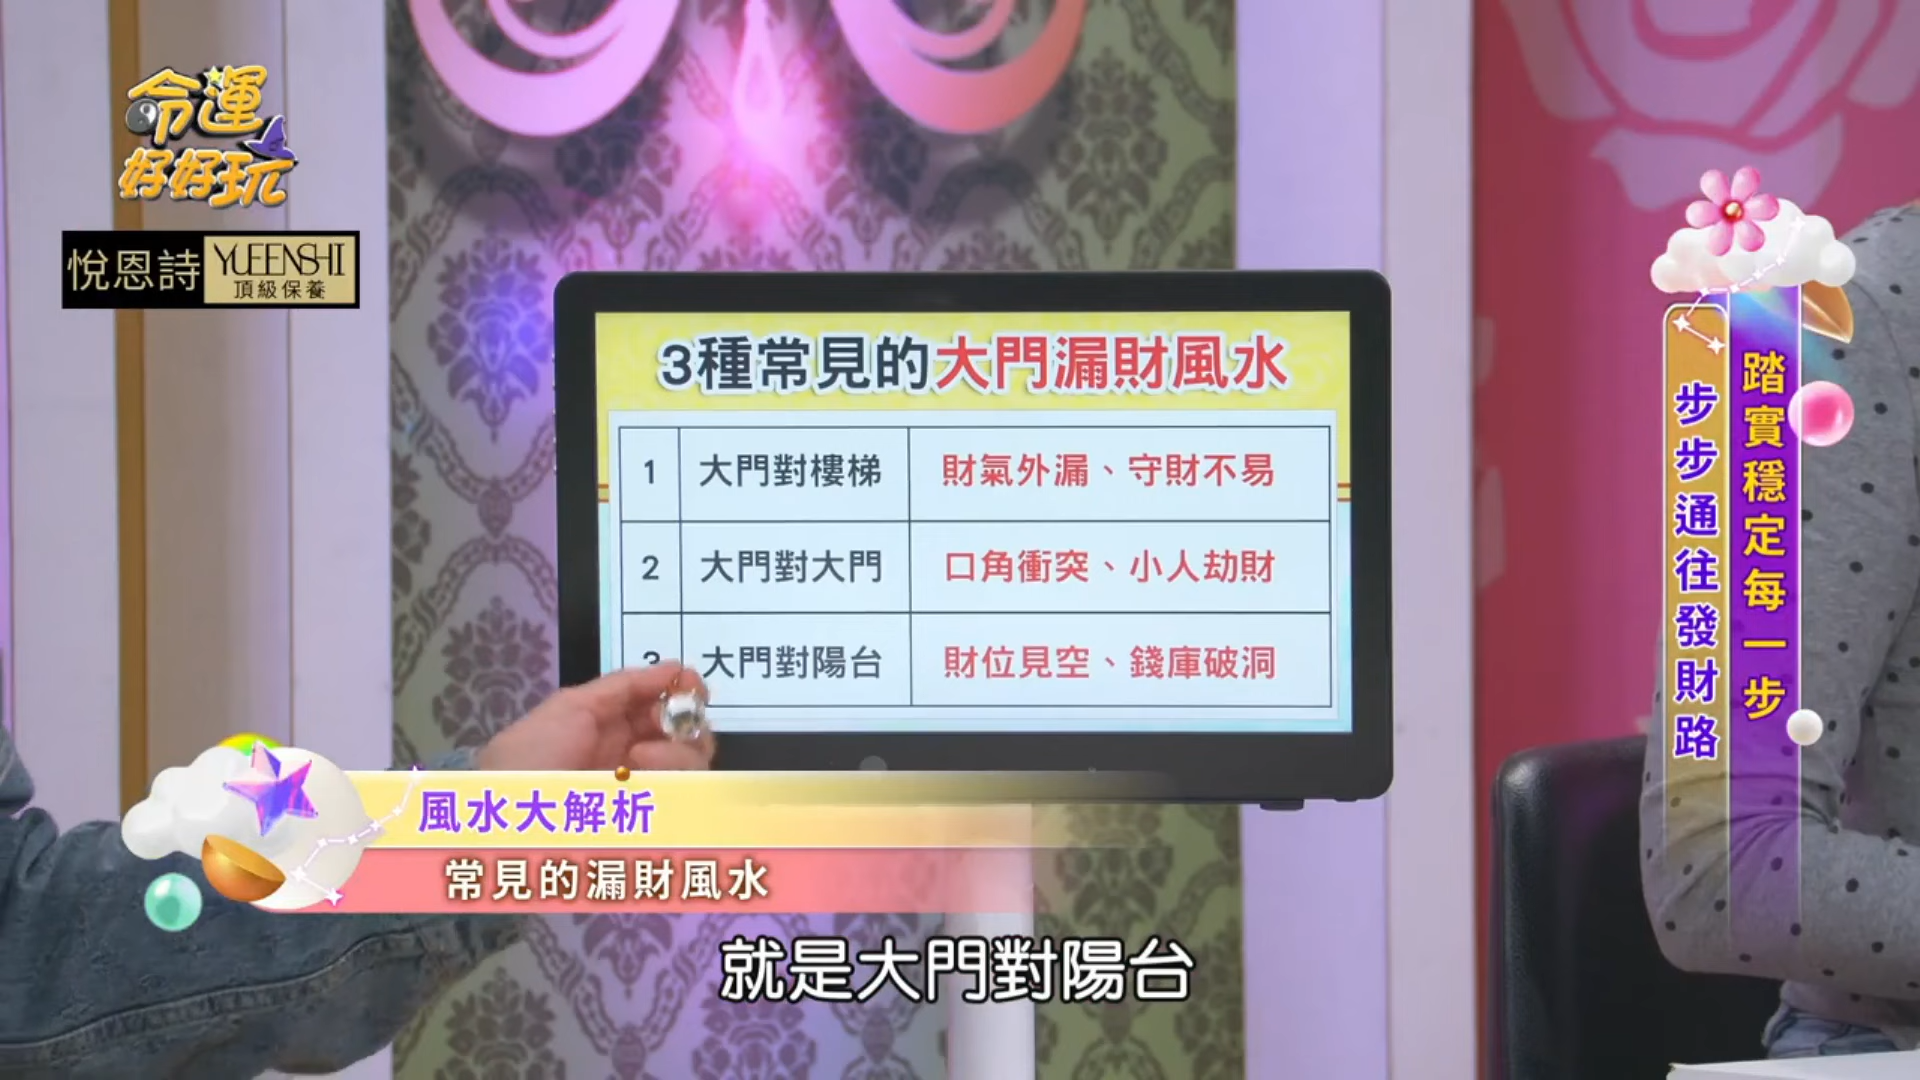 命運
好好玩
悅恩詩 YUEENSHI
頂級保養
3種常見的大門漏財風水
1 大門對樓梯 財氣外漏、守財不易
2 大門對大門 口角衝突、小人劫財
3 大門對陽台 財位見空、錢庫破洞
踏實穩定每一步
步步通往發財路
風水大解析
常見的漏財風水
就是大門對陽台